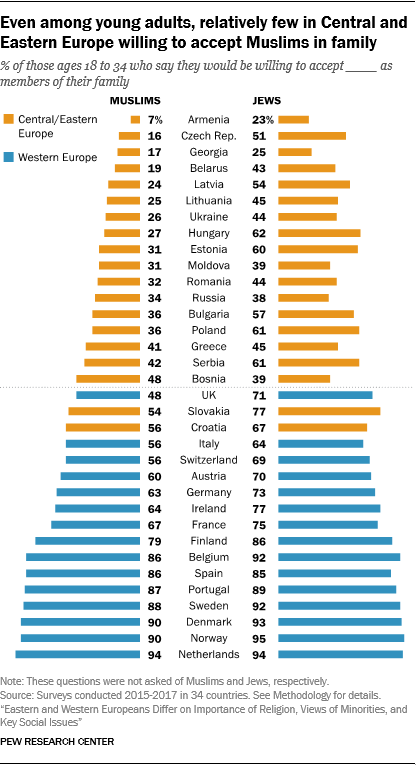 Even among young adults, relatively few in Central and
Eastern Europe willing to accept Muslims in family
% of those ages 18 to 34 who say they would be willing to accept ____ as
members of their family
MUSLIMS JEWS
Central/Eastern
Europe
Western Europe
7% Armenia 23%
16 Czech Rep. 51
17 Georgia 25
19 Belarus 43
24 Latvia 54
25 Lithuania 45
26 Ukraine 44
27 Hungary 62
31 Estonia 60
31 Moldova 39
32 Romania 44
34 Russia 38
36 Bulgaria 57
36 Poland 61
41 Greece 45
42 Serbia 61
48 Bosnia 39
48 UK 71
54 Slovakia 77
56 Croatia 67
56 Italy 64
56 Switzerland 69
60 Austria 70
63 Germany 73
64 Ireland 77
67 France 75
79 Finland 86
86 Belgium 92
86 Spain 85
87 Portugal 89
88 Sweden 92
90 Denmark 93
90 Norway 95
94 Netherlands 94
Note: These questions were not asked of Muslims and Jews, respectively.
Source: Surveys conducted 2015-2017 in 34 countries. See Methodology for details.
“Eastern and Western Europeans Differ on Importance of Religion, Views of Minorities, and
Key Social Issues”
PEW RESEARCH CENTER